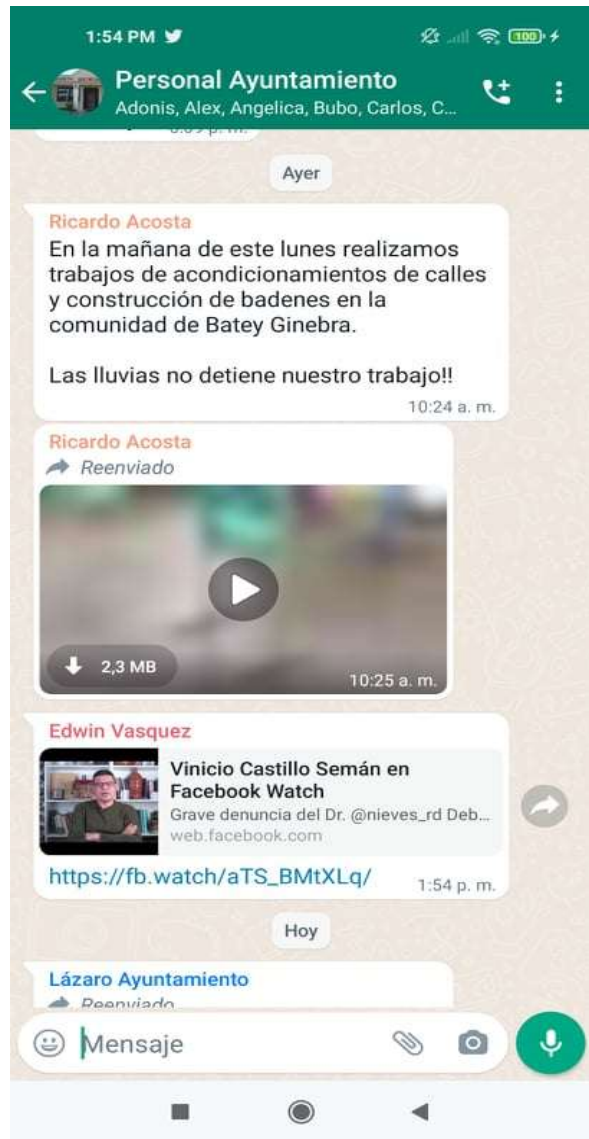 1:54 PM
100
Personal Ayuntamiento
Adonis, Alex, Angelica, Bubo, Carlos, C...
Ayer
Ricardo Acosta
En la mañana de este lunes realizamos
trabajos de acondicionamientos de calles
y construcción de badenes en la
comunidad de Batey Ginebra.
Las lluvias no detiene nuestro trabajo!!
10:24 a. m.
Ricardo Acosta
Reenviado
2,3 MB
10:25 a. m.
Edwin Vasquez
Vinicio Castillo Semán en
Facebook Watch
Grave denuncia del Dr. @nieves_rd Deb...
web.facebook.com
https://fb.watch/aTS_BMtXLq/
1:54 p. m.
Hoy
Lázaro Ayuntamiento
Reenviado
Mensaje